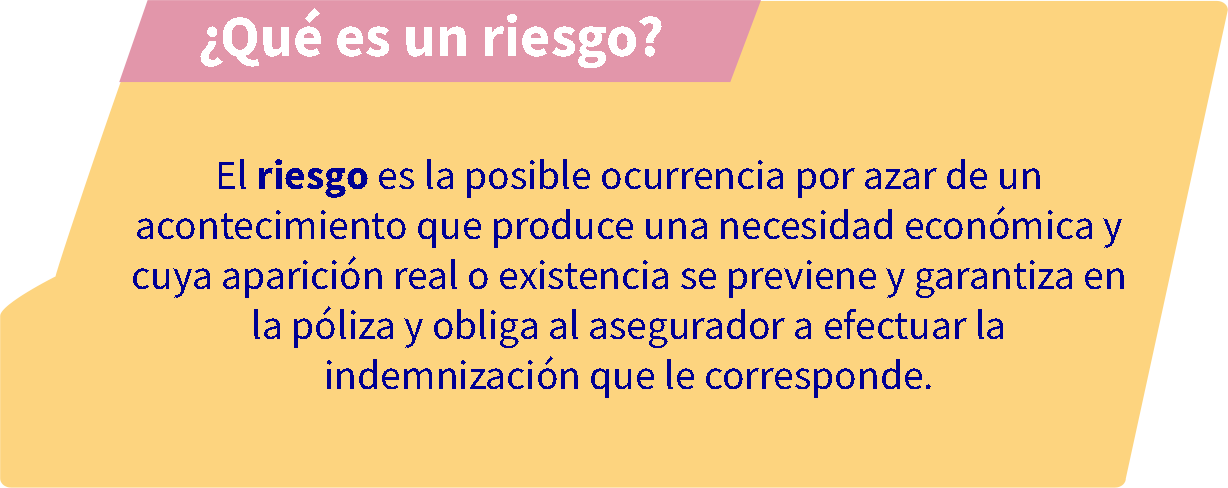 ¿Qué es un riesgo?
El riesgo es la posible ocurrencia por azar de un
acontecimiento que produce una necesidad económica y
cuya aparición real o existencia se previene y garantiza en
la póliza y obliga al asegurador a efectuar la
indemnización que le corresponde.